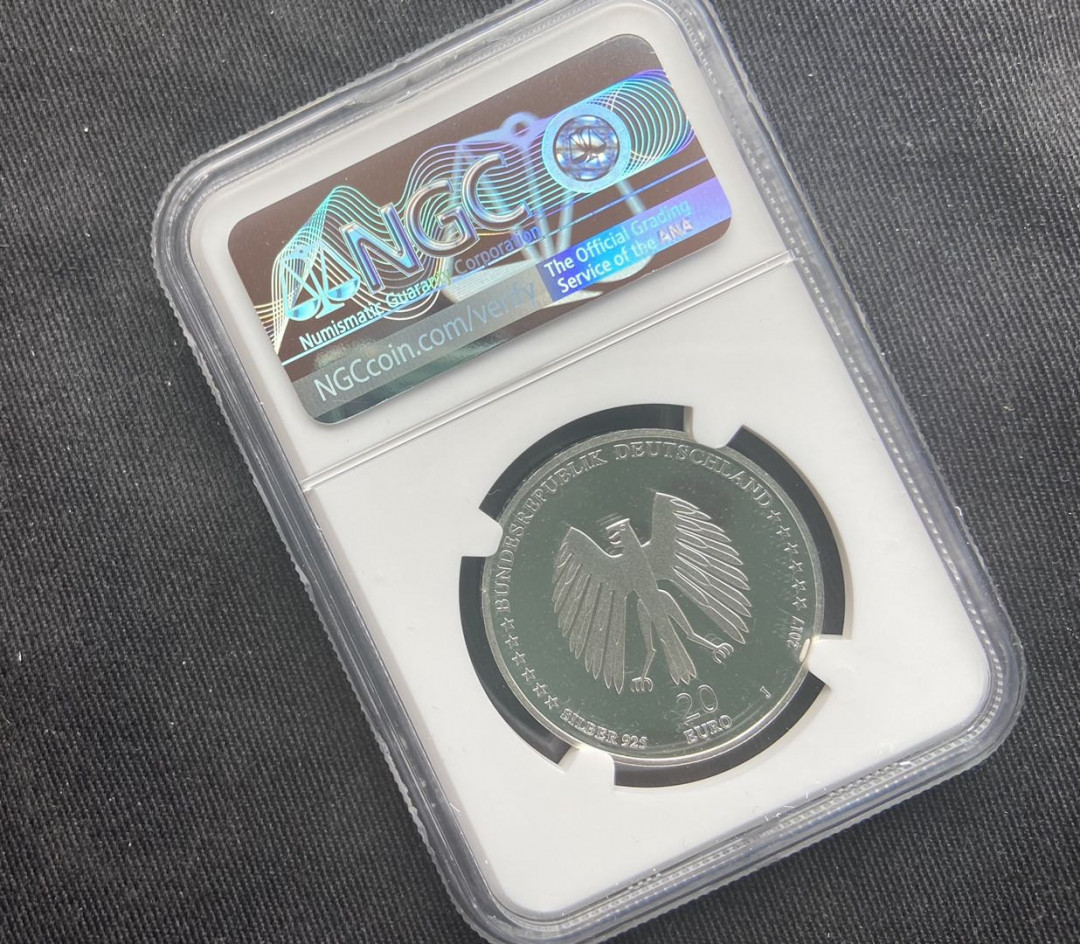 NGC
Numismatic Guaranty Corporation
The Official Grading
Service of the ANA
NGCcoin.com/verify
BUNDESREPUBLIK DEUTSCHLAND
2017
J
20
EURO
SILBER 925